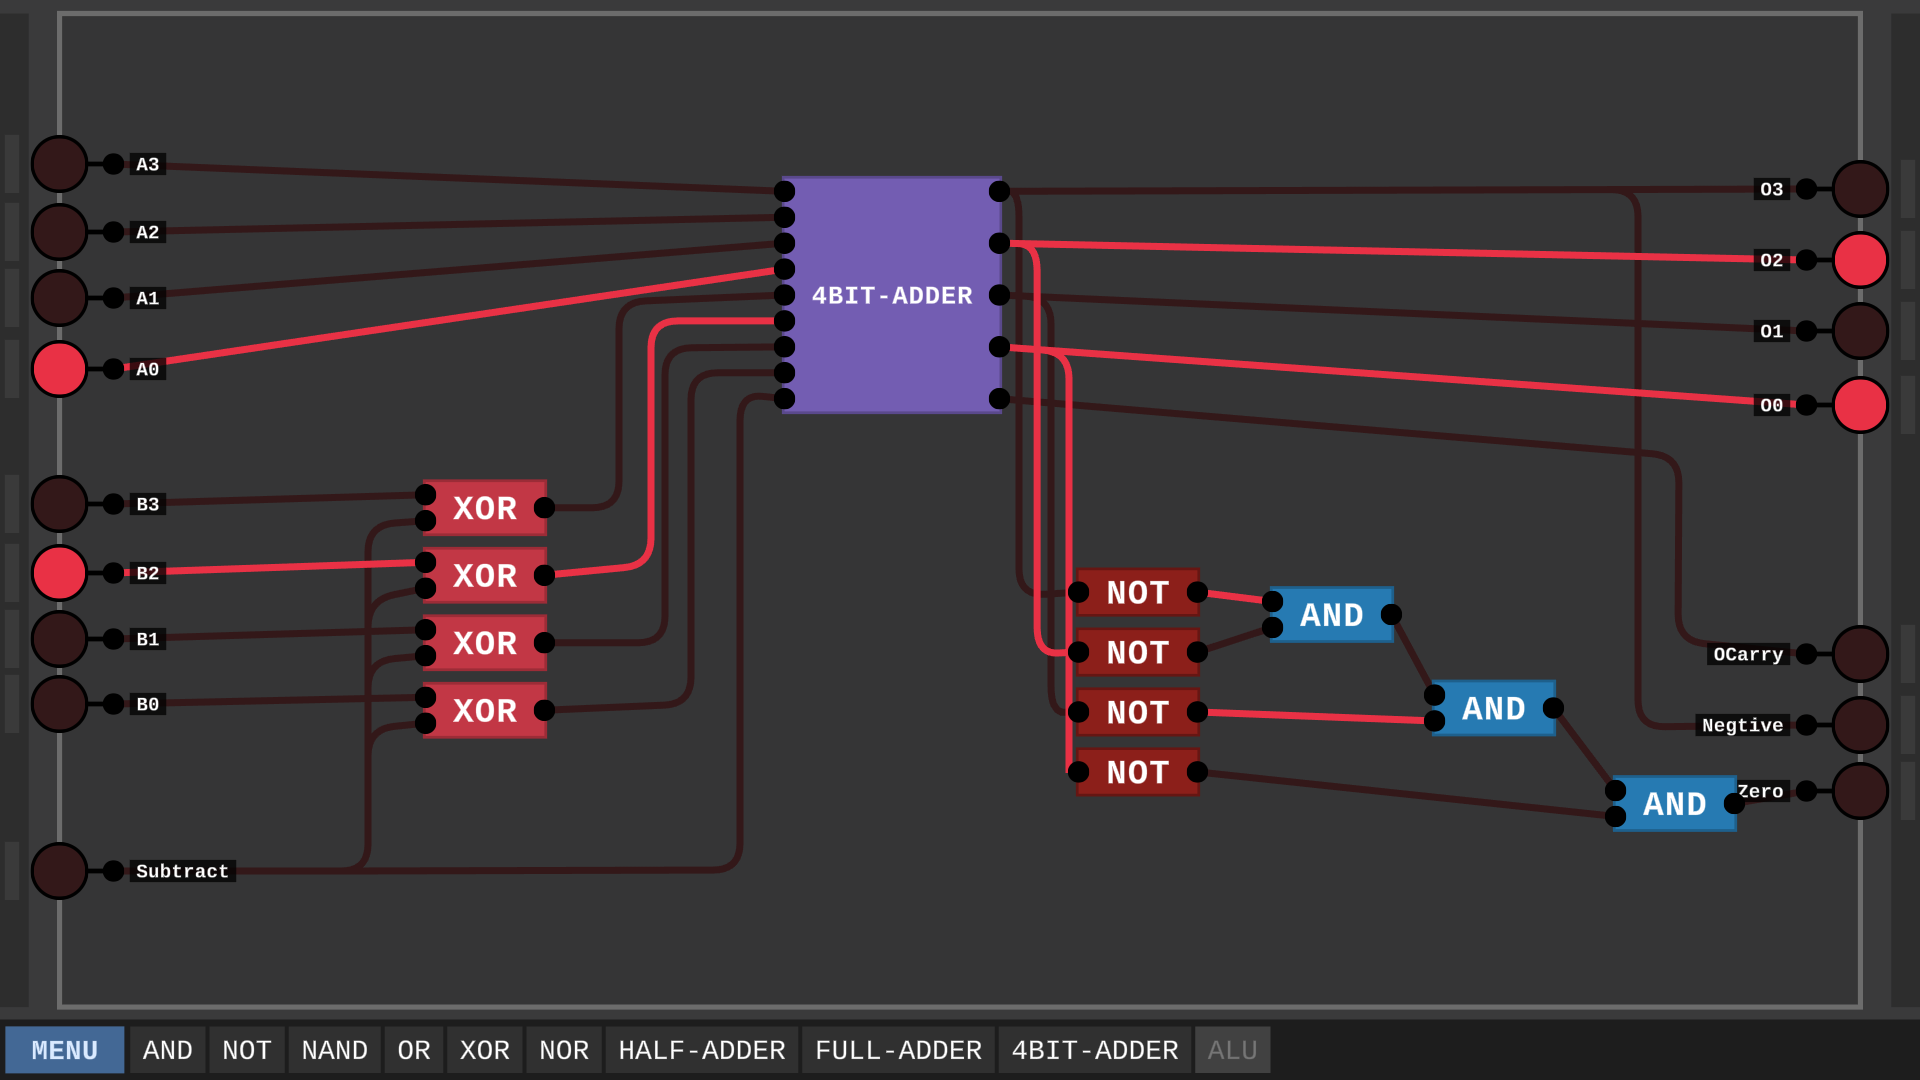 A3
A2
A1
A0
B3
B2
B1
B0
Subtract
XOR
XOR
XOR
XOR
4BIT-ADDER
NOT
NOT
NOT
NOT
AND
AND
AND
O3
O2
O1
O0
OCarry
Negtive
Zero
MENU AND NOT NAND OR XOR NOR HALF-ADDER FULL-ADDER 4BIT-ADDER ALU